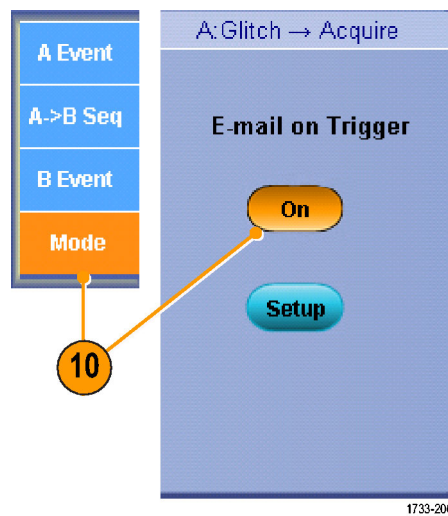 A Event
A->B Seq
B Event
Mode
10
A:Glitch → Acquire
E-mail on Trigger
On
Setup